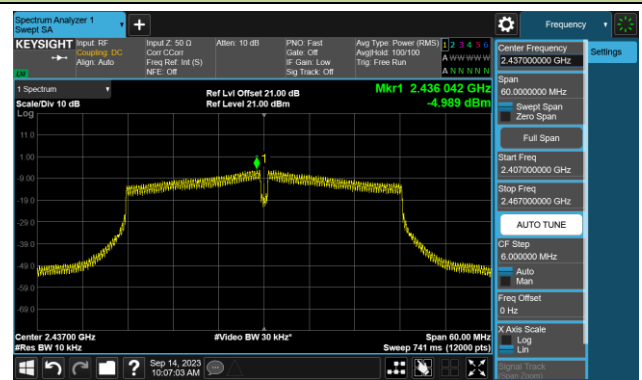 Spectrum Analyzer 1
Swept SA
Frequency
KEYSIGHT
Input: RF
Coupling: DC
Align: Auto
Input Z: 50 Ω
Corr CCorr
Freq Ref: Int (S)
NFE: Off
Atten: 10 dB
PNO: Fast
Gate: Off
IF Gain: Low
Sig Track: Off
Avg Type: Power (RMS)
Avg|Hold: 100/100
Trig: Free Run
1 2 3 4 5 6
A W W W W W
A N N N N N
1 Spectrum
Scale/Div 10 dB
Log
Ref Lvl Offset 21.00 dB
Ref Level 21.00 dBm
Mkr1 2.436 042 GHz
-4.989 dBm
11.0
1.00
-9.00
-19.0
-29.0
-39.0
-49.0
-59.0
-69.0
1
Center 2.43700 GHz
#Res BW 10 kHz
#Video BW 30 kHz*
Span 60.00 MHz
Sweep 741 ms (12000 pts)
Sep 14, 2023
10:07:03 AM
Center Frequency
2.437000000 GHz
Settings
Span
60.0000000 MHz
Swept Span
Zero Span
Full Span
Start Freq
2.407000000 GHz
Stop Freq
2.467000000 GHz
AUTO TUNE
CF Step
6.000000 MHz
Auto
Man
Freq Offset
0 Hz
X Axis Scale
Log
Lin
Signal Track
(Span Zoom)